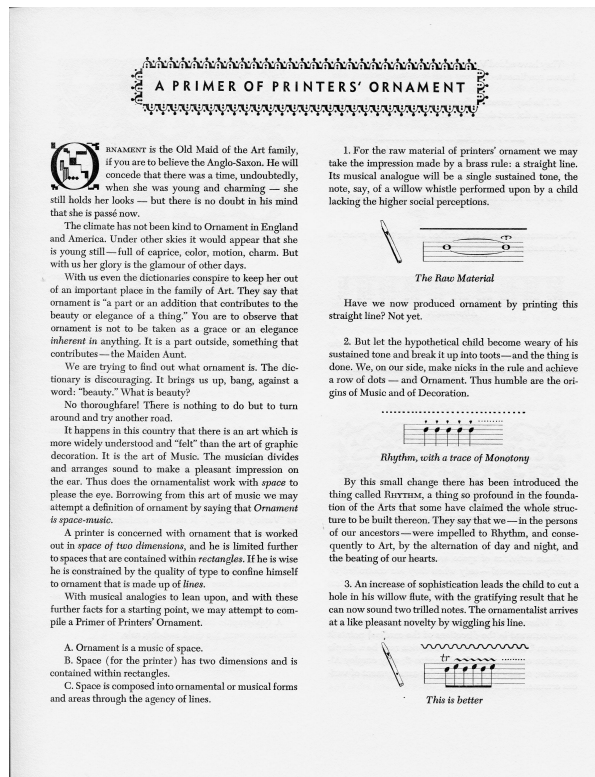 A PRIMER OF PRINTERS' ORNAMENT
ORNAMENT is the Old Maid of the Art family,
if you are to believe the Anglo-Saxon. He will
concede that there was a time, undoubtedly,
when she was young and charming — she
still holds her looks — but there is no doubt in his mind
that she is passé now.
The climate has not been kind to Ornament in England
and America. Under other skies it would appear that she
is young still—full of caprice, color, motion, charm. But
with us her glory is the glamour of other days.
With us even the dictionaries conspire to keep her out
of an important place in the family of Art. They say that
ornament is “a part or an addition that contributes to the
beauty or elegance of a thing.” You are to observe that
ornament is not to be taken as a grace or an elegance
inherent in anything. It is a part outside, something that
contributes—the Maiden Aunt.
We are trying to find out what ornament is. The dic-
tionary is discouraging. It brings us up, bang, against a
word: “beauty.” What is beauty?
No thoroughfare! There is nothing to do but to turn
around and try another road.
It happens in this country that there is an art which is
more widely understood and “felt” than the art of graphic
decoration. It is the art of Music. The musician divides
and arranges sound to make a pleasant impression on
the ear. Thus does the ornamentalist work with space to
please the eye. Borrowing from this art of music we may
attempt a definition of ornament by saying that Ornament
is space-music.
A printer is concerned with ornament that is worked
out in space of two dimensions, and he is limited further
to spaces that are contained within rectangles. If he is wise
he is constrained by the quality of type to confine himself
to ornament that is made up of lines.
With musical analogies to lean upon, and with these
further facts for a starting point, we may attempt to com-
pile a Primer of Printers' Ornament.
A. Ornament is a music of space.
B. Space (for the printer) has two dimensions and is
contained within rectangles.
C. Space is composed into ornamental or musical forms
and areas through the agency of lines.
1. For the raw material of printers' ornament we may
take the impression made by a brass rule: a straight line.
Its musical analogue will be a single sustained tone, the
note, say, of a willow whistle performed upon by a child
lacking the higher social perceptions.
The Raw Material
Have we now produced ornament by printing this
straight line? Not yet.
2. But let the hypothetical child become weary of his
sustained tone and break it up into toots—and the thing is
done. We, on our side, make nicks in the rule and achieve
a row of dots — and Ornament. Thus humble are the ori-
gins of Music and of Decoration.
Rhythm, with a trace of Monotony
By this small change there has been introduced the
thing called RHYTHM, a thing so profound in the founda-
tion of the Arts that some have claimed the whole struc-
ture to be built thereon. They say that we—in the persons
of our ancestors—were impelled to Rhythm, and conse-
quently to Art, by the alternation of day and night, and
the beating of our hearts.
3. An increase of sophistication leads the child to cut a
hole in his willow flute, with the gratifying result that he
can now sound two trilled notes. The ornamentalist arrives
at a like pleasant novelty by wiggling his line.
tr
This is better